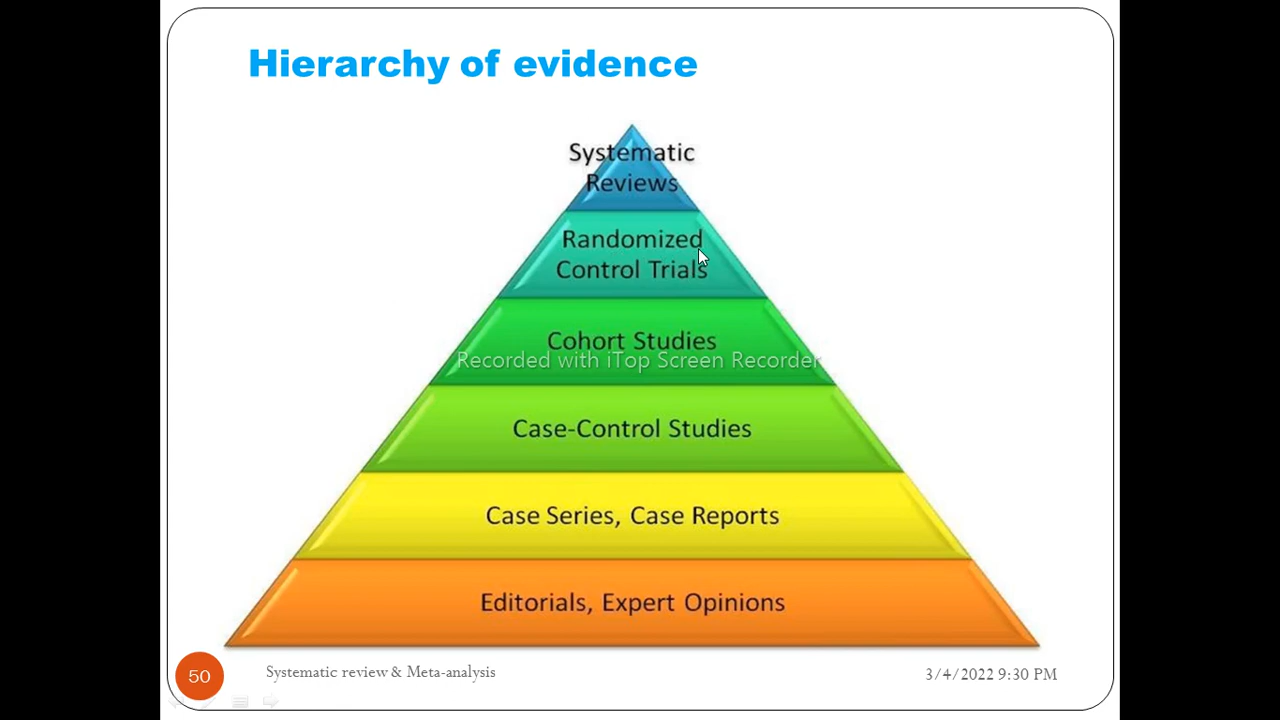 Hierarchy of evidence
Systematic
Reviews
Randomized
Control Trials
Cohort Studies
Recorded with iTop Screen Recorder
Case-Control Studies
Case Series, Case Reports
Editorials, Expert Opinions
50
Systematic review & Meta-analysis
3/4/2022 9:30 PM